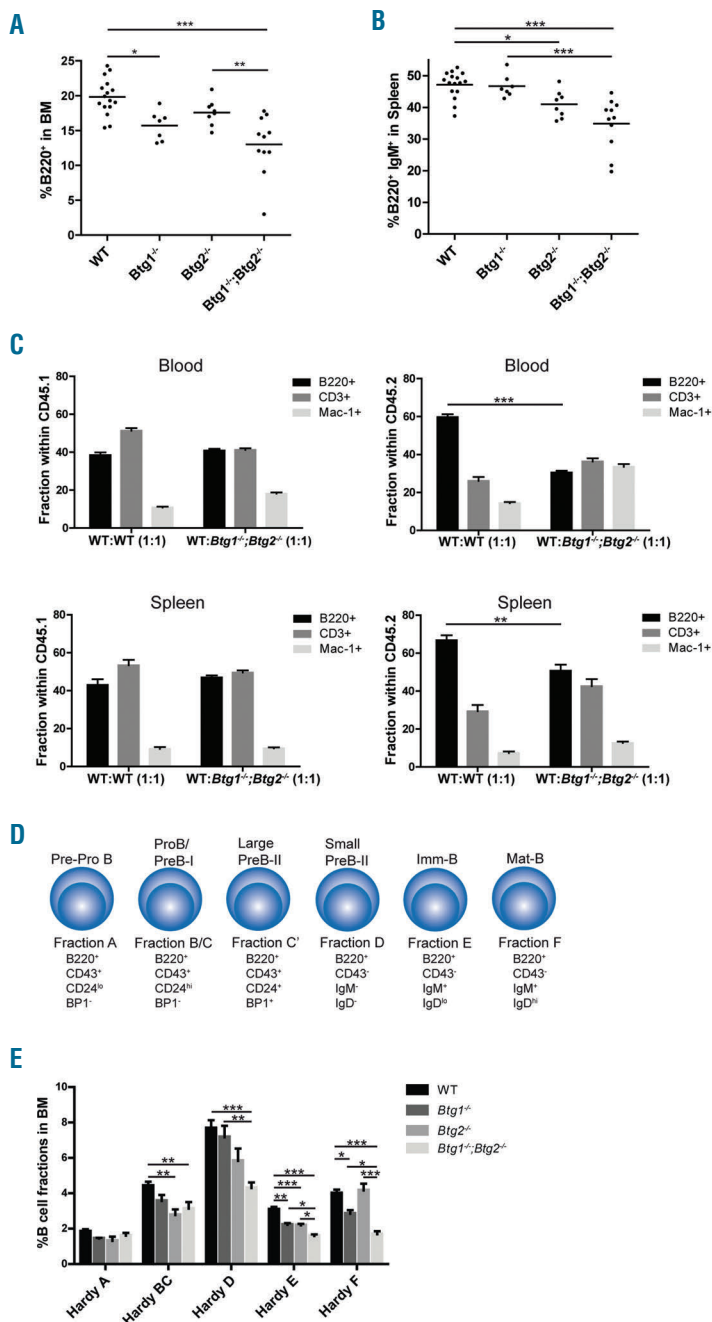 A
***
*
**
25
20
15
10
5
0
%B220⁺ in BM
WT
Btg1⁻/⁻
Btg2⁻/⁻
Btg1⁻/⁻;Btg2⁻/⁻
B
***
*
***
50
40
30
20
10
0
%B220⁺ IgM⁺ in Spleen
WT
Btg1⁻/⁻
Btg2⁻/⁻
Btg1⁻/⁻;Btg2⁻/⁻
C
Blood
B220+
CD3+
Mac-1+
80
60
40
20
0
Fraction within CD45.1
WT:WT (1:1)
WT:Btg1⁻/⁻;Btg2⁻/⁻ (1:1)
Blood
B220+
CD3+
Mac-1+
***
80
60
40
20
0
Fraction within CD45.2
WT:WT (1:1)
WT:Btg1⁻/⁻;Btg2⁻/⁻ (1:1)
Spleen
B220+
CD3+
Mac-1+
80
60
40
20
0
Fraction within CD45.1
WT:WT (1:1)
WT:Btg1⁻/⁻;Btg2⁻/⁻ (1:1)
Spleen
B220+
CD3+
Mac-1+
**
80
60
40
20
0
Fraction within CD45.2
WT:WT (1:1)
WT:Btg1⁻/⁻;Btg2⁻/⁻ (1:1)
D
Pre-Pro B
Fraction A
B220⁺
CD43⁺
CD24ˡᵒ
BP1⁻
ProB/
PreB-I
Fraction B/C
B220⁺
CD43⁺
CD24ʰⁱ
BP1⁻
Large
PreB-II
Fraction C'
B220⁺
CD43⁺
CD24⁺
BP1⁺
Small
PreB-II
Fraction D
B220⁺
CD43⁻
IgM⁻
IgD⁻
Imm-B
Fraction E
B220⁺
CD43⁻
IgM⁺
IgDˡᵒ
Mat-B
Fraction F
B220⁺
CD43⁻
IgM⁺
IgDʰⁱ
E
10
8
6
4
2
0
%B cell fractions in BM
WT
Btg1⁻/⁻
Btg2⁻/⁻
Btg1⁻/⁻;Btg2⁻/⁻
**
**
***
**
***
***
**
*
*
***
*
*
***
Hardy A
Hardy BC
Hardy D
Hardy E
Hardy F